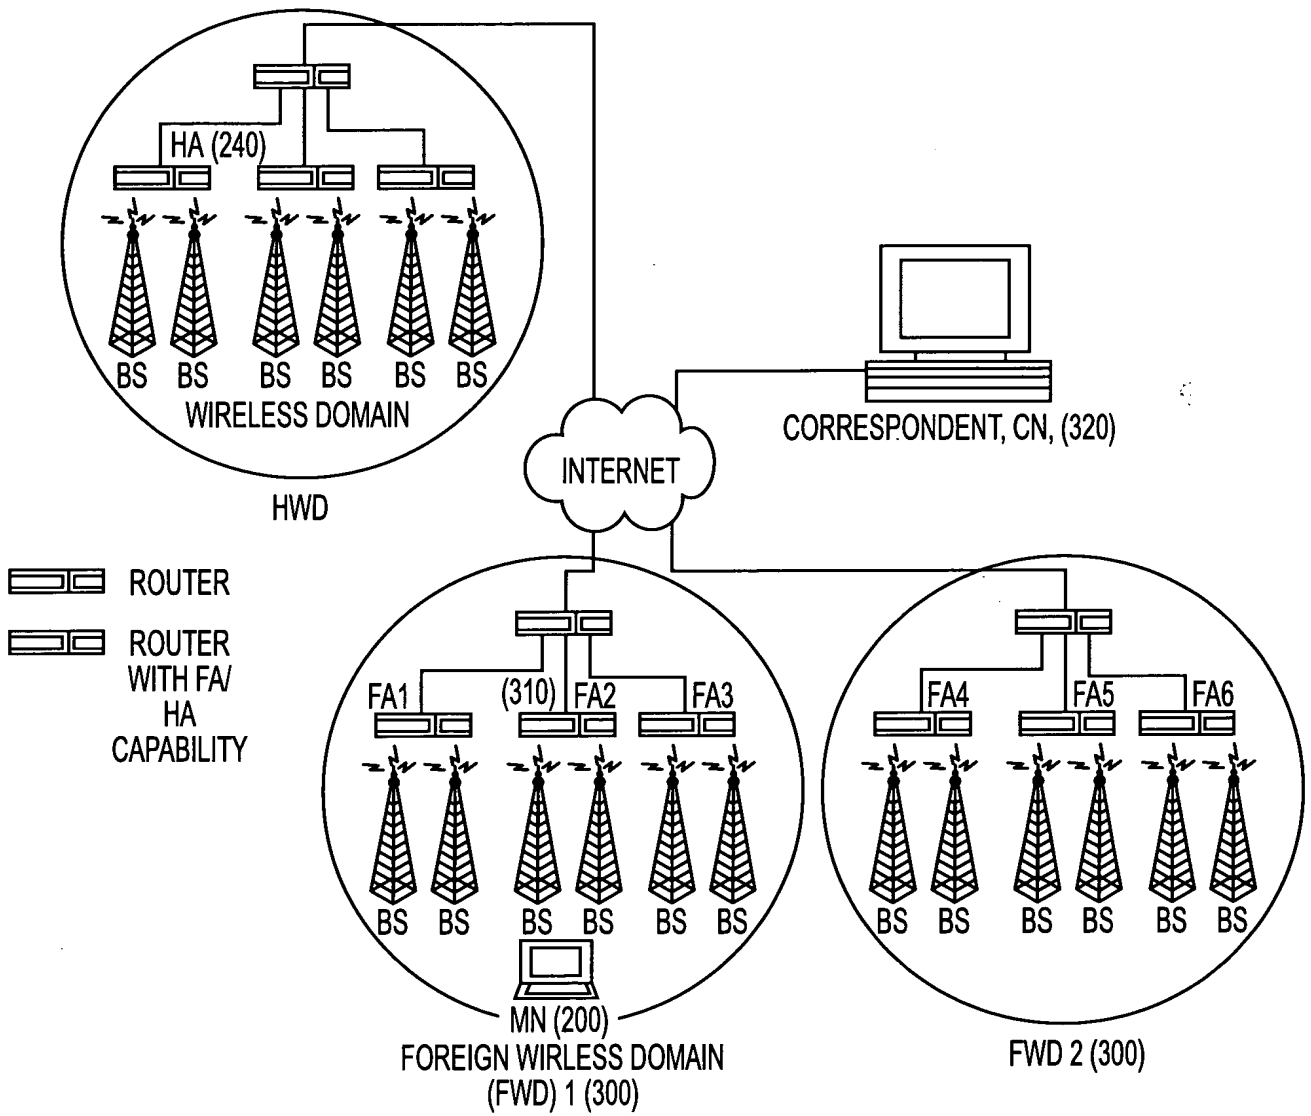 HA (240)
BS BS BS BS BS BS
WIRELESS DOMAIN
HWD
CORRESPONDENT, CN, (320)
INTERNET
ROUTER
ROUTER
WITH FA/
HA
CAPABILITY
FA1 (310) FA2 FA3
BS BS BS BS BS BS
MN (200)
FOREIGN WIRLESS DOMAIN
(FWD) 1 (300)
FA4 FA5 FA6
BS BS BS BS BS BS
FWD 2 (300)